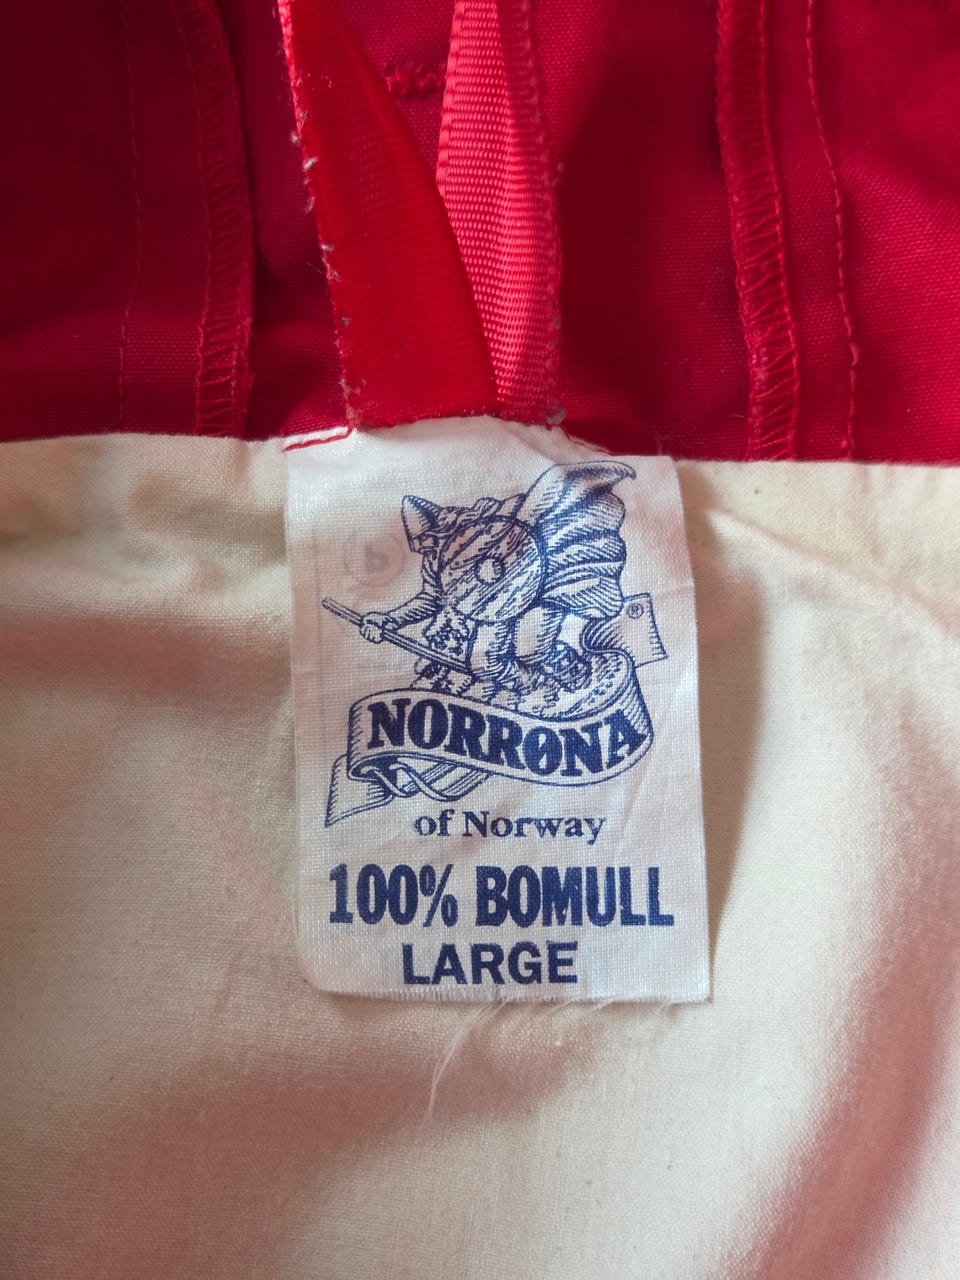 ®
NORRØNA
of Norway
100% BOMULL
LARGE